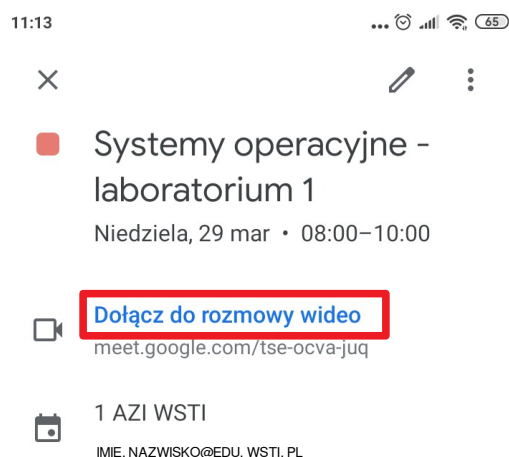 11:13
65
Systemy operacyjne -
laboratorium 1
Niedziela, 29 mar • 08:00–10:00
Dołącz do rozmowy wideo
meet.google.com/tse-ocva-juq
1 AZI WSTI
IMIE. NAZWISKO@EDU. WSTI. PL